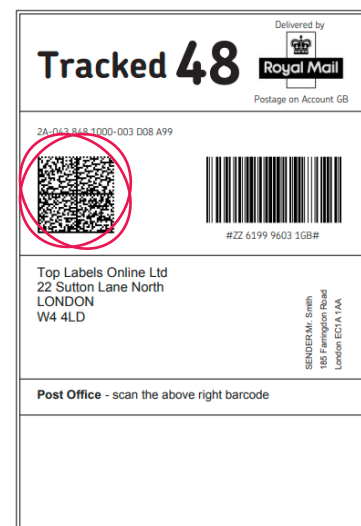 Delivered by
Tracked 48
Royal Mail
Postage on Account GB
2A-043 848 1000-003 D08 A99
#ZZ 6199 9603 1GB#
Top Labels Online Ltd
22 Sutton Lane North
LONDON
W4 4LD
SENDER:Mr. Smith
185 Farringdon Road
London EC1A 1AA
Post Office - scan the above right barcode